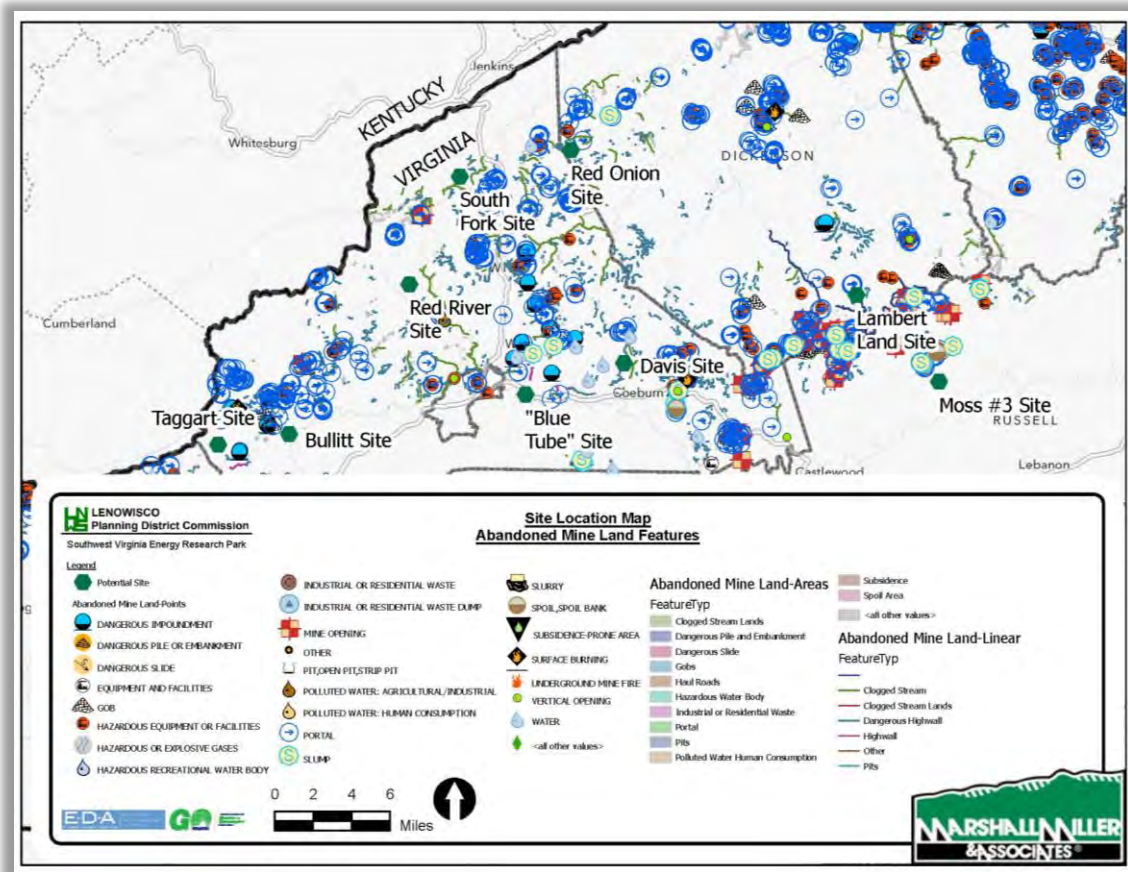 Jenkins
KENTUCKY
Whitesburg
VIRGINIA
DICKENSON
Red Onion
Site
South
Fork Site
Cumberland
Red River
Site
Lambert
Land Site
Davis Site
Coeburn
Taggart Site
Bullitt Site
"Blue
Tube" Site
Moss #3 Site
RUSSELL
Castlewood
Lebanon
LENOWISCO
Planning District Commission
Southwest Virginia Energy Research Park
Site Location Map
Abandoned Mine Land Features
Legend
Potential Site
Abandoned Mine Land-Points
DANGEROUS IMPOUNDMENT
DANGEROUS PILE OR EMBANKMENT
DANGEROUS SLIDE
EQUIPMENT AND FACILITIES
GOB
HAZARDOUS EQUIPMENT OR FACILITIES
HAZARDOUS OR EXPLOSIVE GASES
HAZARDOUS RECREATIONAL WATER BODY
INDUSTRIAL OR RESIDENTIAL WASTE
INDUSTRIAL OR RESIDENTIAL WASTE DUMP
MINE OPENING
OTHER
PIT,OPEN PIT,STRIP PIT
POLLUTED WATER: AGRICULTURAL/INDUSTRIAL
POLLUTED WATER: HUMAN CONSUMPTION
PORTAL
S SLUMP
SLURRY
SPOIL,SPOIL BANK
SUBSIDENCE-PRONE AREA
SURFACE BURNING
UNDERGROUND MINE FIRE
VERTICAL OPENING
WATER
<all other values>
Abandoned Mine Land-Areas
FeatureTyp
Clogged Stream Lands
Dangerous Pile and Embankment
Dangerous Slide
Gobs
Haul Roads
Hazardous Water Body
Industrial or Residential Waste
Portal
Pits
Polluted Water Human Consumption
Subsidence
Spoil Area
<all other values>
Abandoned Mine Land-Linear
FeatureTyp
Clogged Stream
Clogged Stream Lands
Dangerous Highwall
Highwall
Other
Pits
EDA
GO
0 2 4 6
Miles
MARSHALL MILLER
&ASSOCIATES®